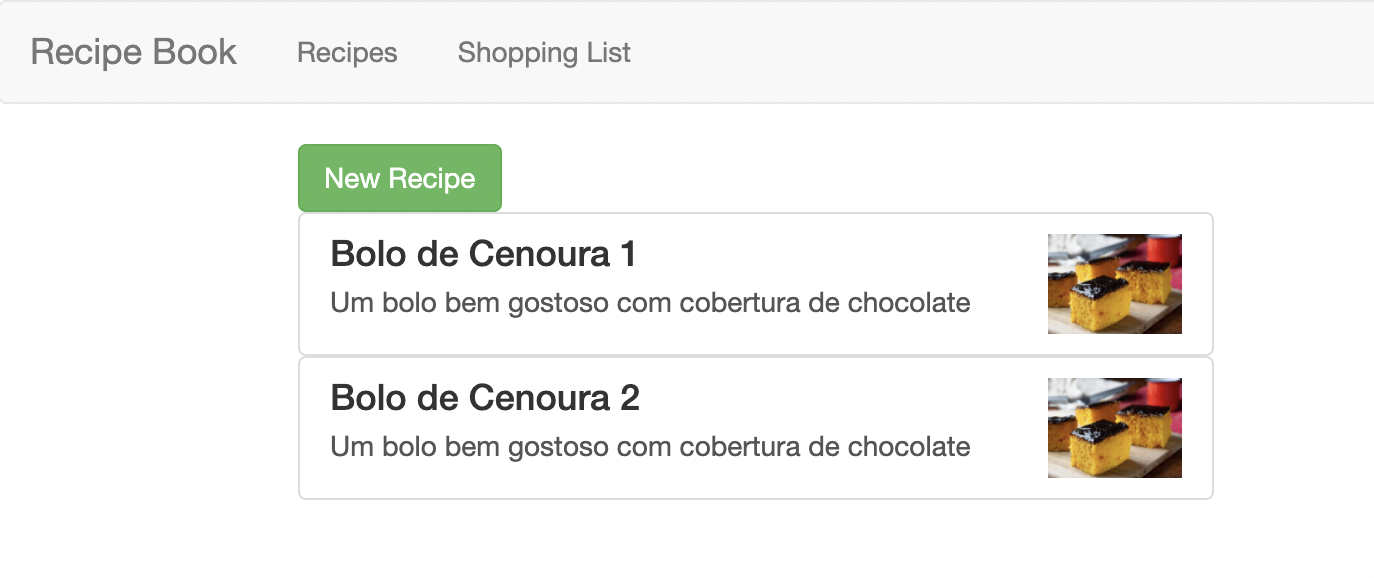 Recipe Book Recipes Shopping List
New Recipe
Bolo de Cenoura 1
Um bolo bem gostoso com cobertura de chocolate
Bolo de Cenoura 2
Um bolo bem gostoso com cobertura de chocolate